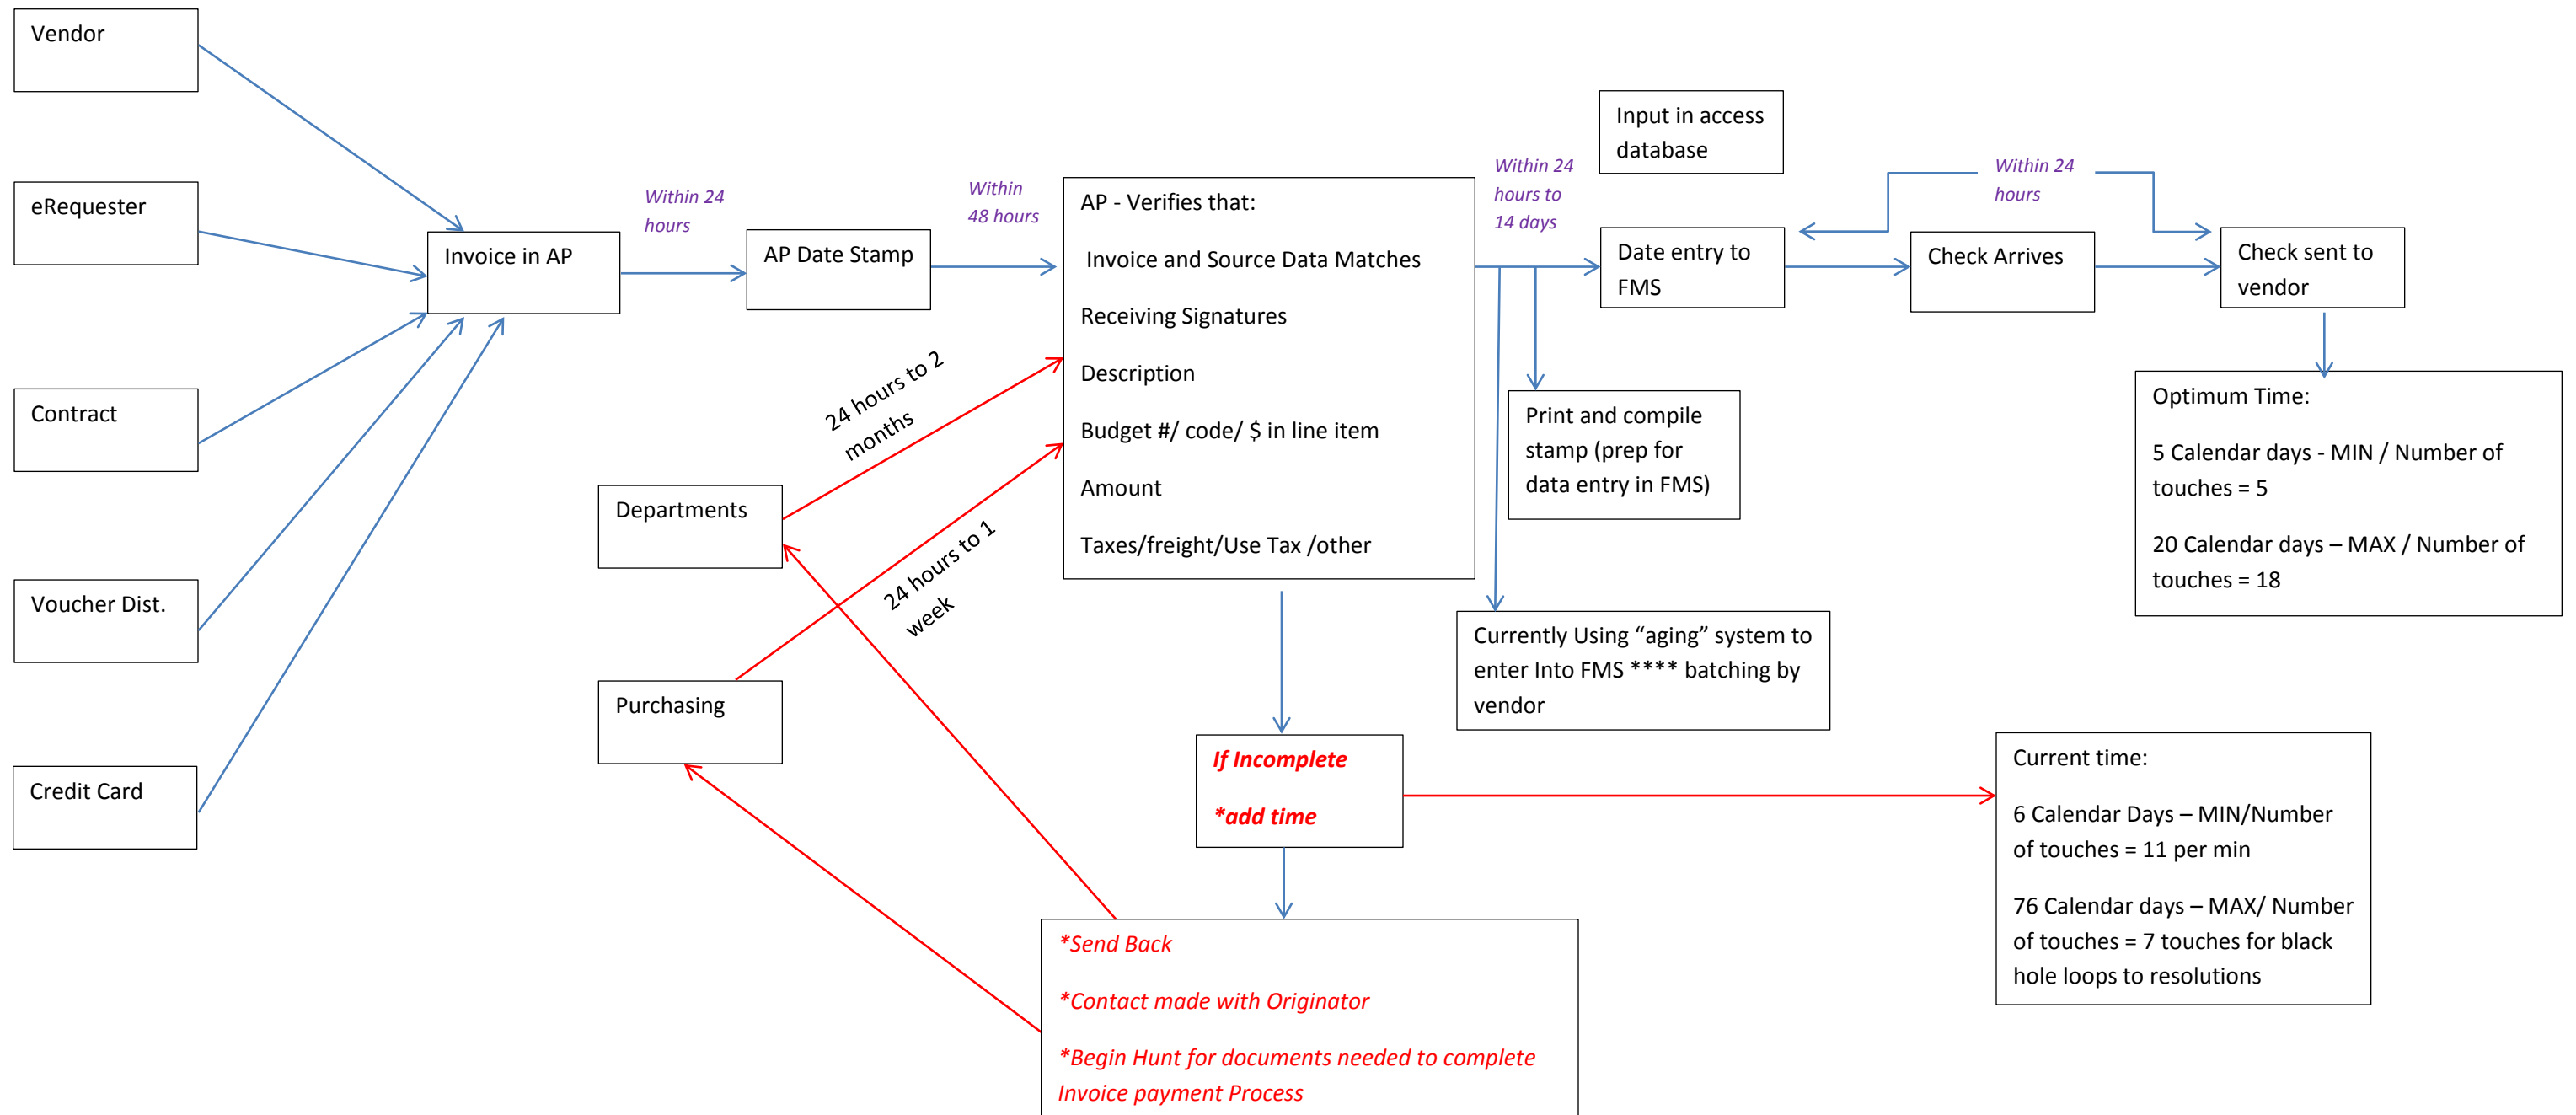 Vendor
eRequester
Contract
Voucher Dist.
Credit Card
Invoice in AP
Within 24
hours
AP Date Stamp
Within
48 hours
AP - Verifies that:
Invoice and Source Data Matches
Receiving Signatures
Description
Budget #/ code/ $ in line item
Amount
Taxes/freight/Use Tax /other
24 hours to 2
months
24 hours to 1
week
Departments
Purchasing
Within 24
hours to
14 days
Input in access
database
Date entry to
FMS
Within 24
hours
Check Arrives
Check sent to
vendor
Print and compile
stamp (prep for
data entry in FMS)
Currently Using “aging” system to
enter Into FMS **** batching by
vendor
Optimum Time:
5 Calendar days - MIN / Number of
touches = 5
20 Calendar days – MAX / Number of
touches = 18
If Incomplete
*add time
Current time:
6 Calendar Days – MIN/Number
of touches = 11 per min
76 Calendar days – MAX/ Number
of touches = 7 touches for black
hole loops to resolutions
*Send Back
*Contact made with Originator
*Begin Hunt for documents needed to complete
Invoice payment Process